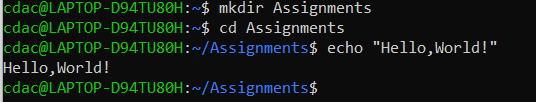 cdac@LAPTOP-D94TU80H:~$ mkdir Assignments
cdac@LAPTOP-D94TU80H:~$ cd Assignments
cdac@LAPTOP-D94TU80H:~/Assignments$ echo "Hello,World!"
Hello,World!
cdac@LAPTOP-D94TU80H:~/Assignments$